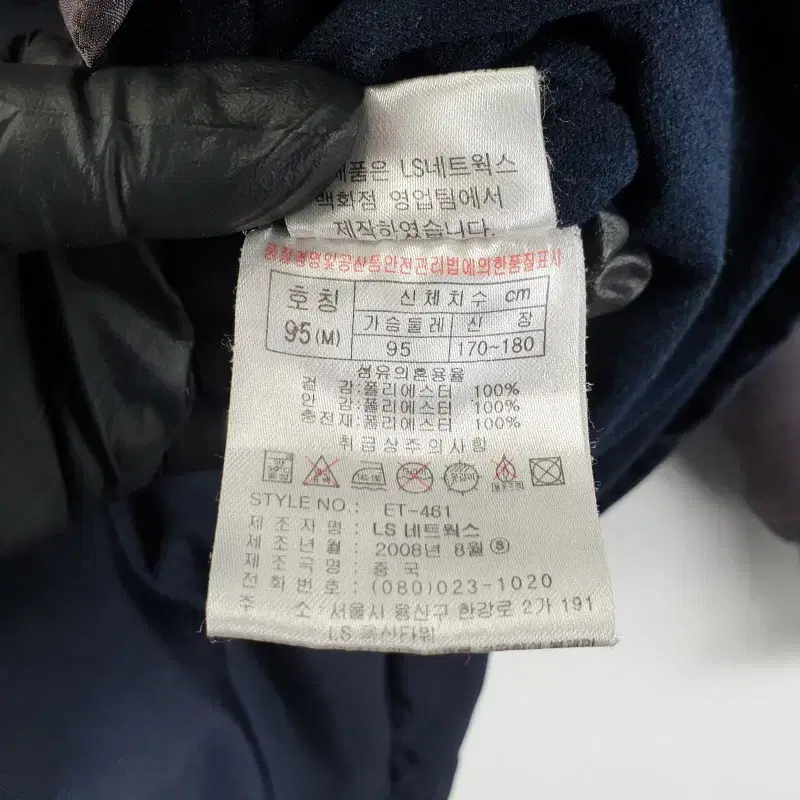 제품은 LS네트웍스
백화점 영업팀에서
제작하였습니다.
품질경영및공산품안전관리법에의한품질표시
호칭 신체치수 cm
95(M) 가슴둘레 신장
95 170~180
섬유의혼용율
겉감:폴리에스터 100%
안감:폴리에스터 100%
충전재:폴리에스터 100%
취급상주의사항
STYLE NO.: ET-461
제조자명: LS 네트웍스
제조년월: 2008년 8월 Ⓢ
제조국명: 중국
전화번호: (080)023-1020
주소: 서울시 용산구 한강로 2가 191
LS 용산타워